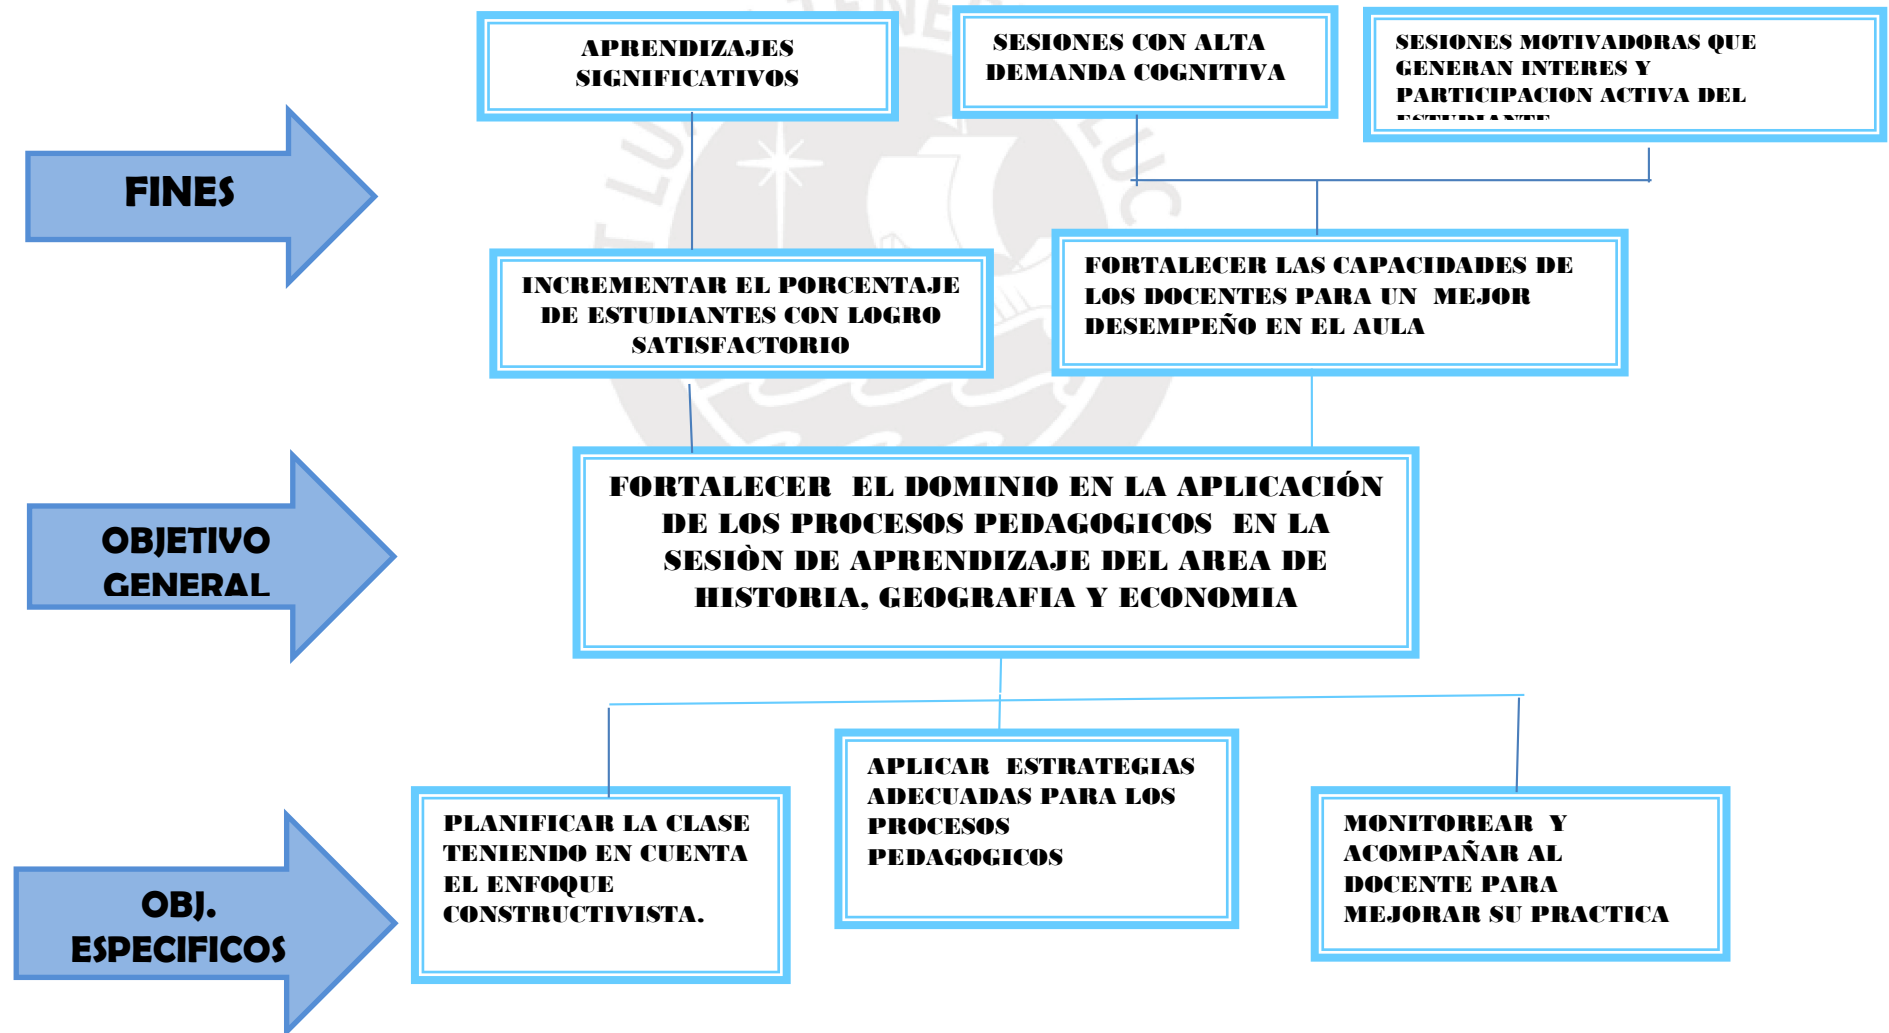 APRENDIZAJES
SIGNIFICATIVOS
SESIONES CON ALTA
DEMANDA COGNITIVA
SESIONES MOTIVADORAS QUE
GENERAN INTERES Y
PARTICIPACION ACTIVA DEL
ESTUDIANTE
FINES
INCREMENTAR EL PORCENTAJE
DE ESTUDIANTES CON LOGRO
SATISFACTORIO
FORTALECER LAS CAPACIDADES DE
LOS DOCENTES PARA UN MEJOR
DESEMPEÑO EN EL AULA
OBJETIVO
GENERAL
FORTALECER EL DOMINIO EN LA APLICACIÓN
DE LOS PROCESOS PEDAGOGICOS EN LA
SESIÒN DE APRENDIZAJE DEL AREA DE
HISTORIA, GEOGRAFIA Y ECONOMIA
OBJ.
ESPECIFICOS
PLANIFICAR LA CLASE
TENIENDO EN CUENTA
EL ENFOQUE
CONSTRUCTIVISTA.
APLICAR ESTRATEGIAS
ADECUADAS PARA LOS
PROCESOS
PEDAGOGICOS
MONITOREAR Y
ACOMPAÑAR AL
DOCENTE PARA
MEJORAR SU PRACTICA